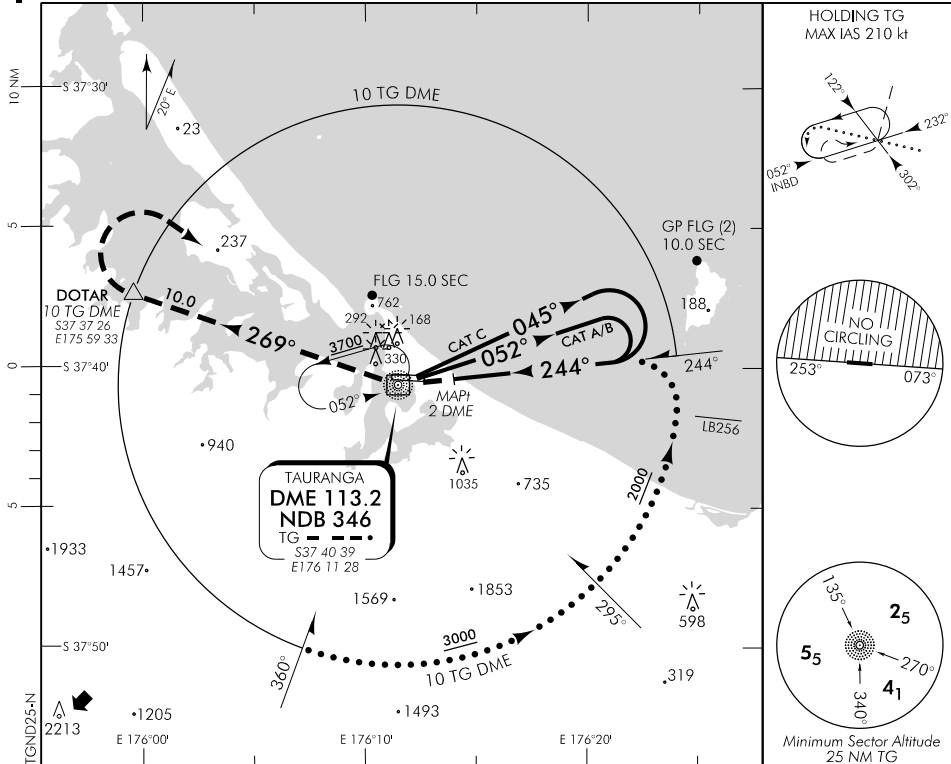 10 NM
5
0
5
S 37°30'
S 37°40'
S 37°50'
20° E
23
10 TG DME
237
DOTAR
10 TG DME
S37 37 26
E175 59 33
10.0
269°
FLG 15.0 SEC
762
292
168
330
3700
052°
CAT C
045°
052°
CAT A/B
244°
MAPt
2 DME
GP FLG (2)
10.0 SEC
188
244°
LB256
940
1035
735
TAURANGA
DME 113.2
NDB 346
TG
S37 40 39
E176 11 28
2000
1933
1457
1569
1853
295°
598
3000
10 TG DME
360°
319
2213
1205
1493
TGND25-N
E 176°00'
E 176°10'
E 176°20'
HOLDING TG
MAX IAS 210 kt
122°
232°
052°
INBD
302°
NO
CIRCLING
253°
073°
135°
25
55
270°
41
340°
Minimum Sector Altitude
25 NM TG